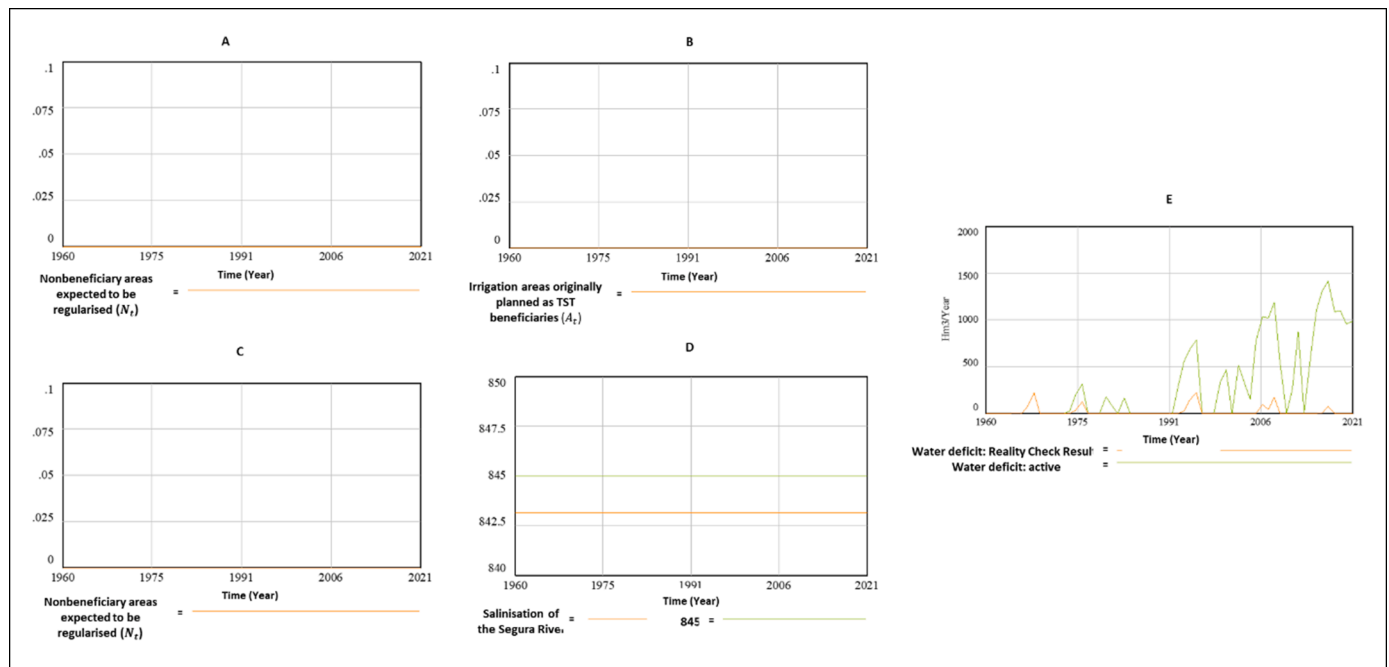 A
.1
.075
.05
.025
0
1960 1975 1991 2006 2021
Time (Year)
Nonbeneficiary areas
expected to be
regularised (N_t)
=
B
.1
.075
.05
.025
0
1960 1975 1991 2006 2021
Time (Year)
Irrigation areas originally
planned as TST
beneficiaries (A_t)
=
C
.1
.075
.05
.025
0
1960 1975 1991 2006 2021
Time (Year)
Nonbeneficiary areas
expected to be
regularised (N_t)
=
D
850
847.5
845
842.5
840
1960 1975 1991 2006 2021
Time (Year)
Salinisation of
the Segura River
=
845 =
E
2000
1500
1000
500
0
Hm3/Year
1960 1975 1991 2006 2021
Time (Year)
Water deficit: Reality Check Result =
Water deficit: active =